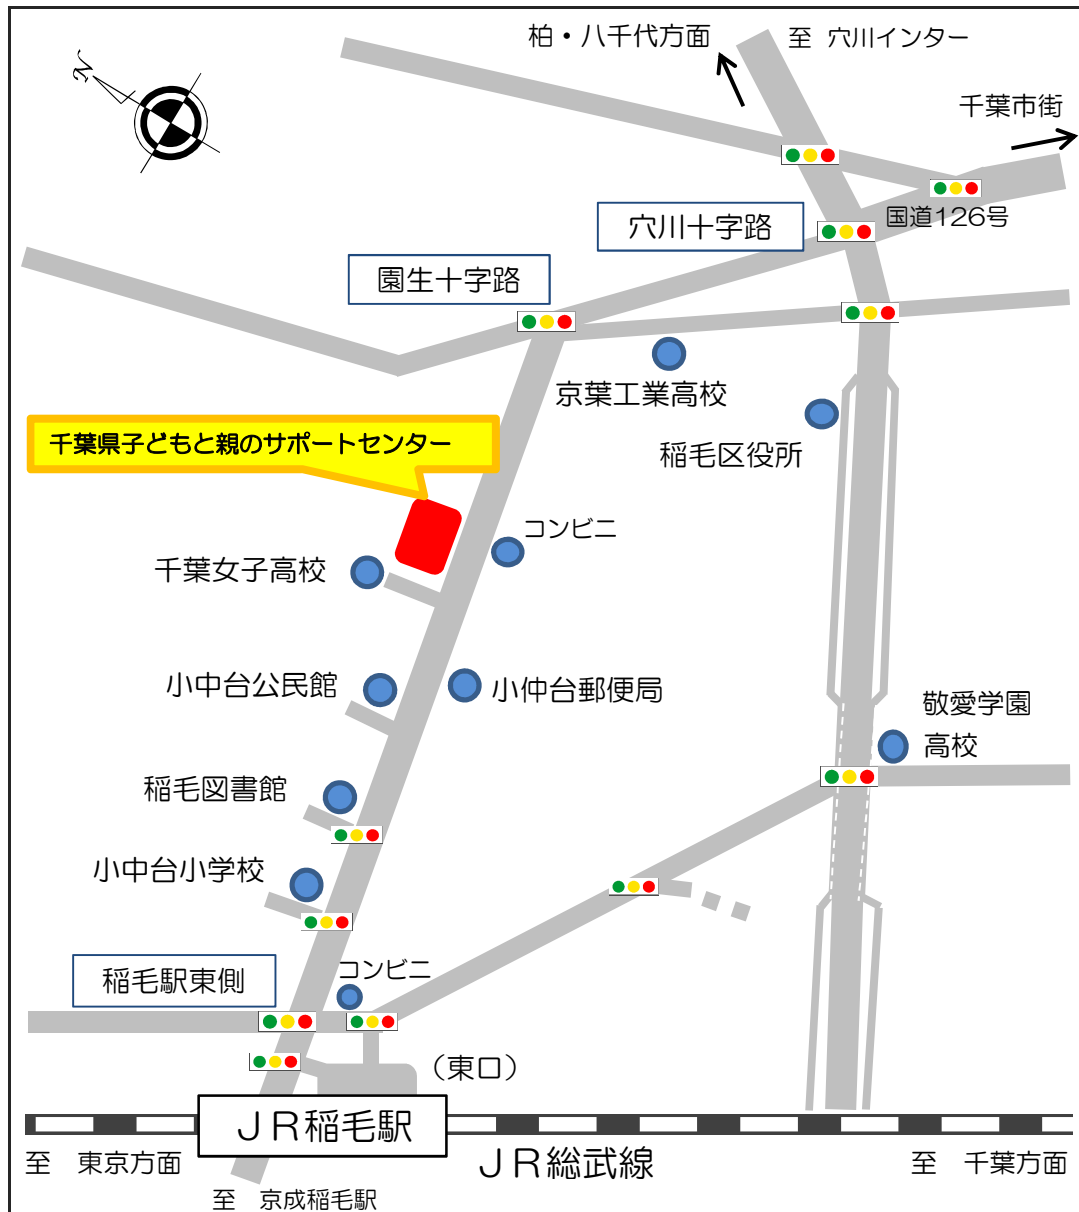 柏・八千代方面
至 穴川インター
N
千葉市街
国道126号
穴川十字路
園生十字路
京葉工業高校
稲毛区役所
千葉県子どもと親のサポートセンター
コンビニ
千葉女子高校
小中台公民館
小仲台郵便局
敬愛学園
高校
稲毛図書館
小中台小学校
稲毛駅東側
コンビニ
（東口）
ＪＲ稲毛駅
至 東京方面
ＪＲ総武線
至 千葉方面
至 京成稲毛駅